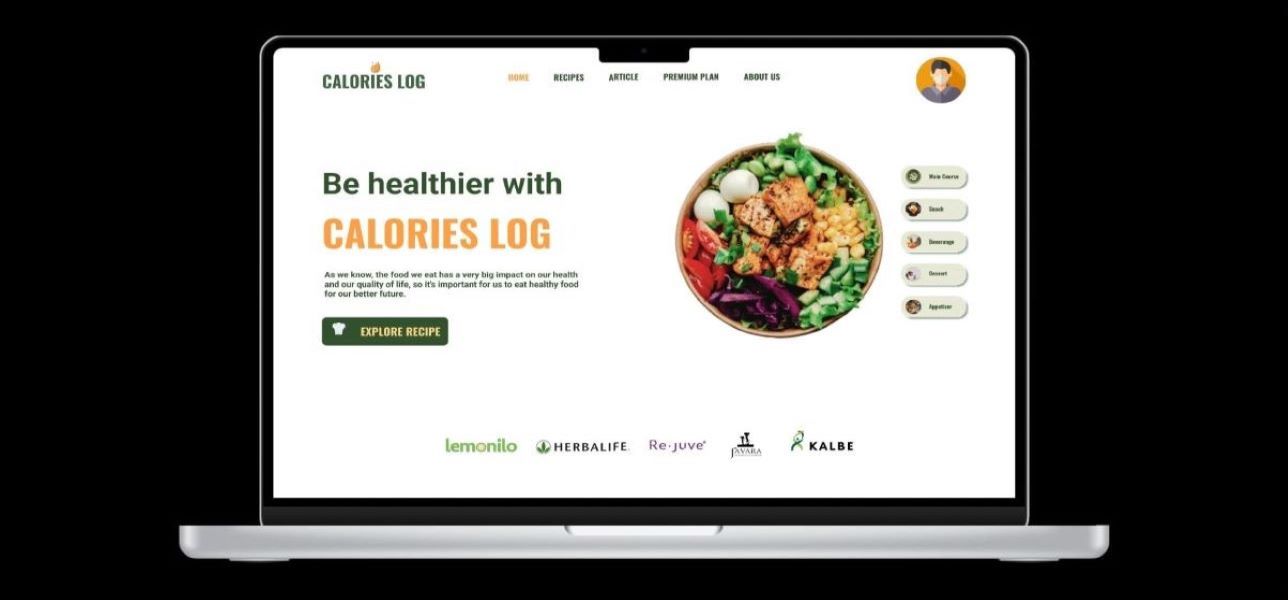 CALORIES LOG
HOME
RECIPES
ARTICLE
PREMIUM PLAN
ABOUT US
Be healthier with
CALORIES LOG
As we know, the food we eat has a very big impact on our health
and our quality of life, so it's important for us to eat healthy food
for our better future.
EXPLORE RECIPE
Main Course
Snack
Beverange
Dessert
Appetizer
lemonilo
HERBALIFE
Re·juve
JAVARA
KALBE